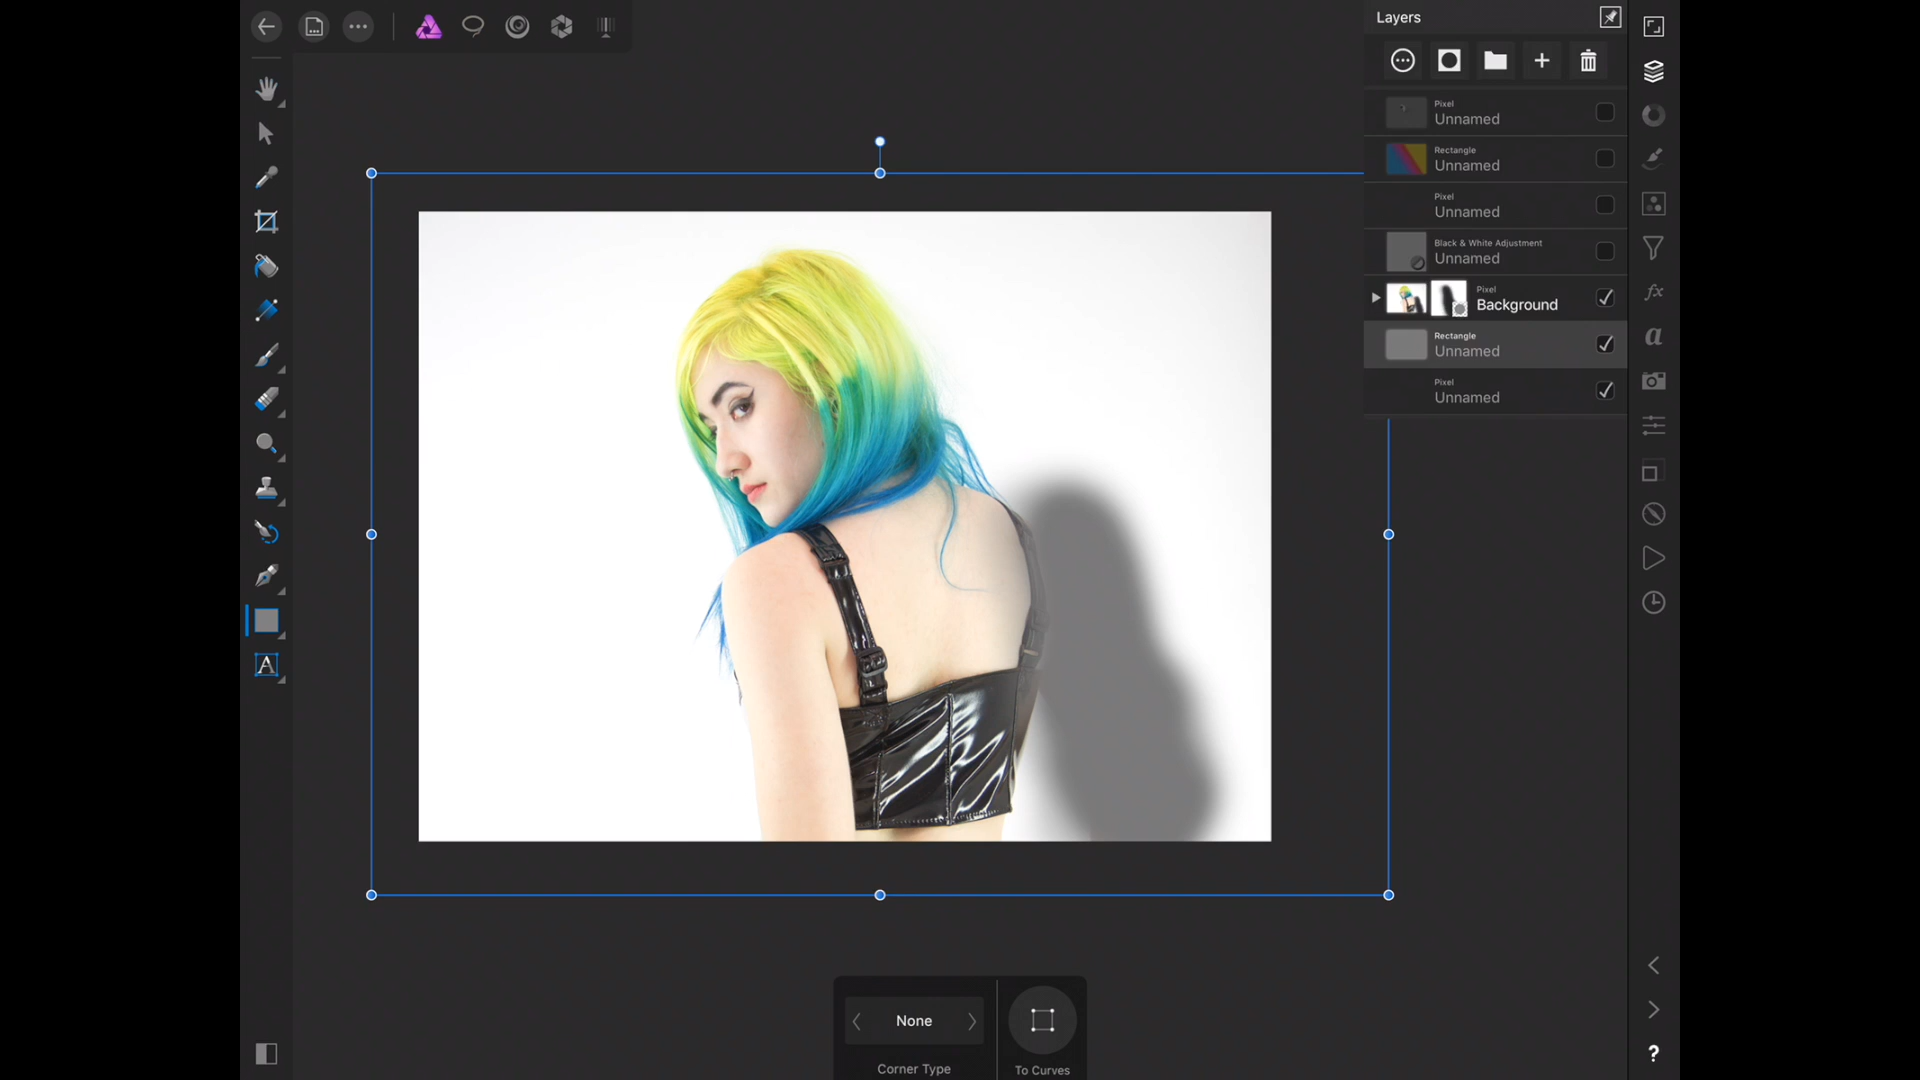 Layers
Pixel
Unnamed
Rectangle
Unnamed
Pixel
Unnamed
Black & White Adjustment
Unnamed
Pixel
Background
Rectangle
Unnamed
Pixel
Unnamed
None
Corner Type
To Curves